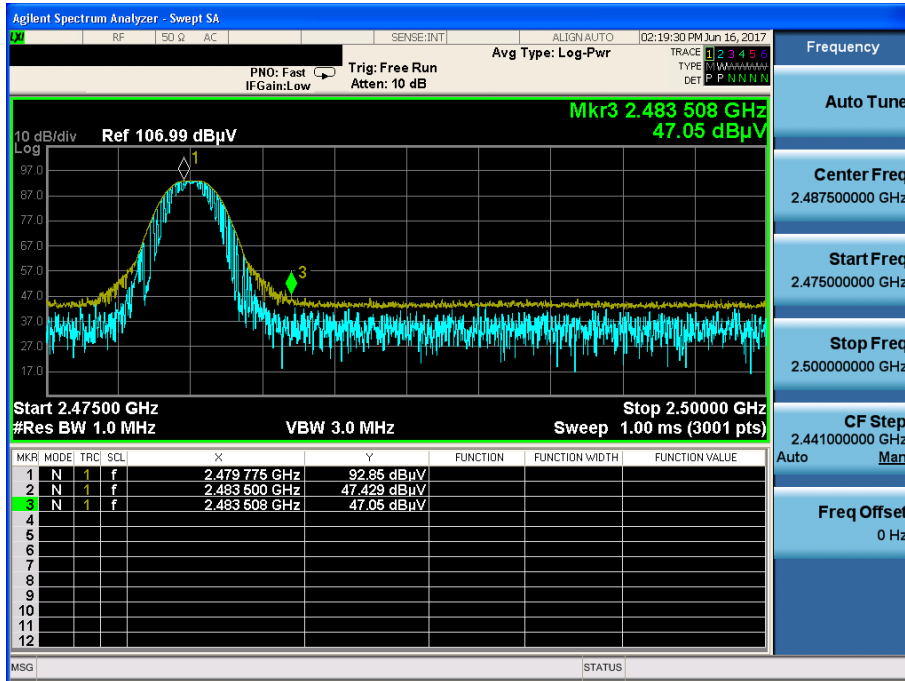 Agilent Spectrum Analyzer - Swept SA
LXI RF 50 Ω AC SENSE:INT ALIGN AUTO 02:19:30 PM Jun 16, 2017
PNO: Fast Trig: Free Run Avg Type: Log-Pwr TRACE 1 2 3 4 5 6
IFGain:Low Atten: 10 dB TYPE M W W W W W
DET P P N N N N
Mkr3 2.483 508 GHz
47.05 dBµV
10 dB/div Ref 106.99 dBµV
Log
97.0
87.0
77.0
67.0
57.0
47.0
37.0
27.0
17.0
1
3
Start 2.47500 GHz Stop 2.50000 GHz
#Res BW 1.0 MHz VBW 3.0 MHz Sweep 1.00 ms (3001 pts)
MKR MODE TRC SCL X Y FUNCTION FUNCTION WIDTH FUNCTION VALUE
1 N 1 f 2.479 775 GHz 92.85 dBµV
2 N 1 f 2.483 500 GHz 47.429 dBµV
3 N 1 f 2.483 508 GHz 47.05 dBµV
4
5
6
7
8
9
10
11
12
MSG STATUS
Frequency
Auto Tune
Center Freq
2.487500000 GHz
Start Freq
2.475000000 GHz
Stop Freq
2.500000000 GHz
CF Step
2.441000000 GHz
Auto Man
Freq Offset
0 Hz